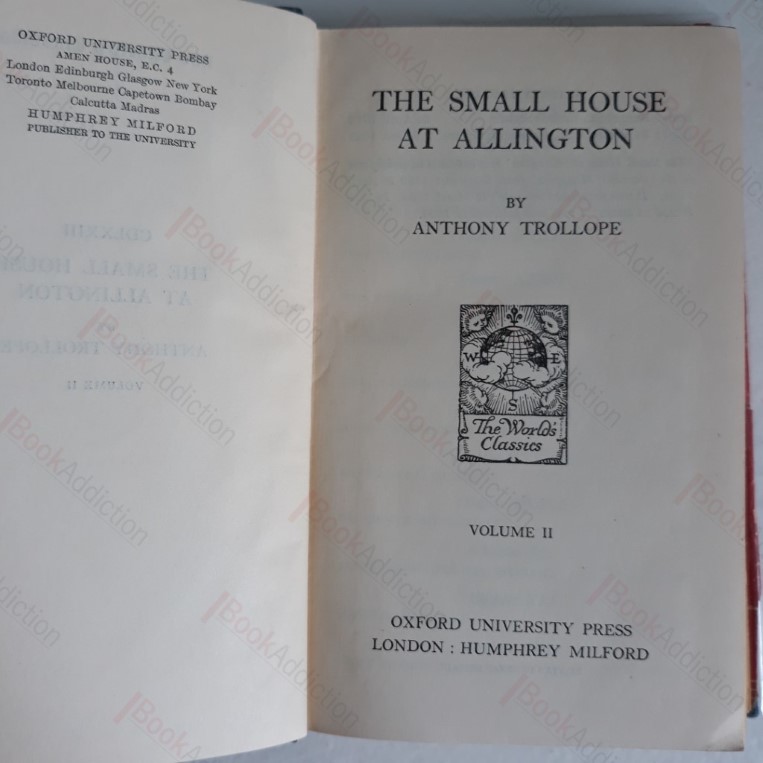 OXFORD UNIVERSITY PRESS
AMEN HOUSE, E.C. 4
London Edinburgh Glasgow New York
Toronto Melbourne Capetown Bombay
Calcutta Madras
HUMPHREY MILFORD
PUBLISHER TO THE UNIVERSITY
THE SMALL HOUSE
AT ALLINGTON
BY
ANTHONY TROLLOPE
W E
S
The World's
Classics
VOLUME II
OXFORD UNIVERSITY PRESS
LONDON : HUMPHREY MILFORD
BookAddiction